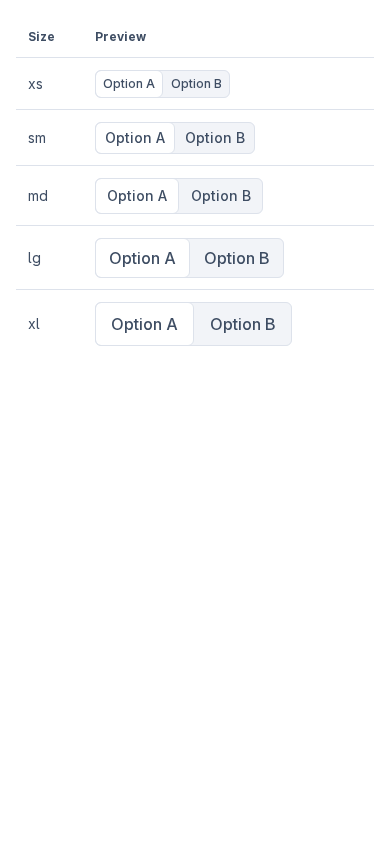 Size Preview
xs Option A Option B
sm Option A Option B
md Option A Option B
lg Option A Option B
xl Option A Option B